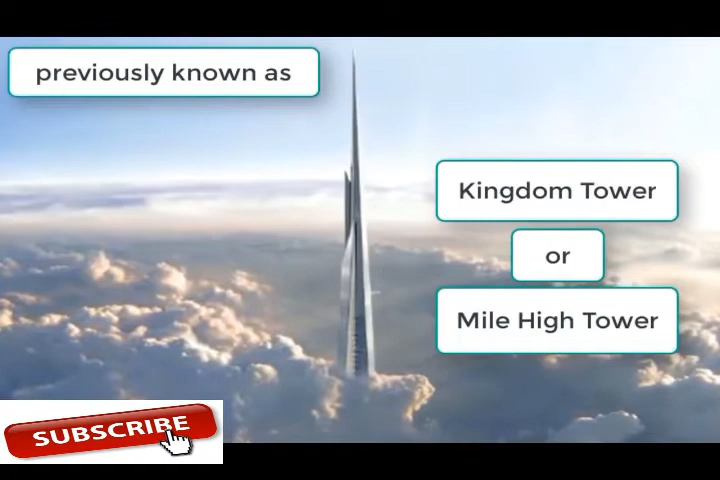 previously known as
Kingdom Tower
or
Mile High Tower
SUBSCRIBE